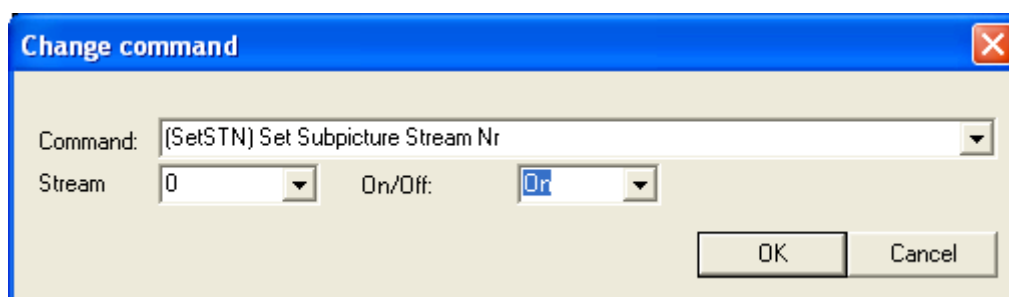 Change command
Command: (SetSTN) Set Subpicture Stream Nr
Stream 0 On/Off: On
OK Cancel